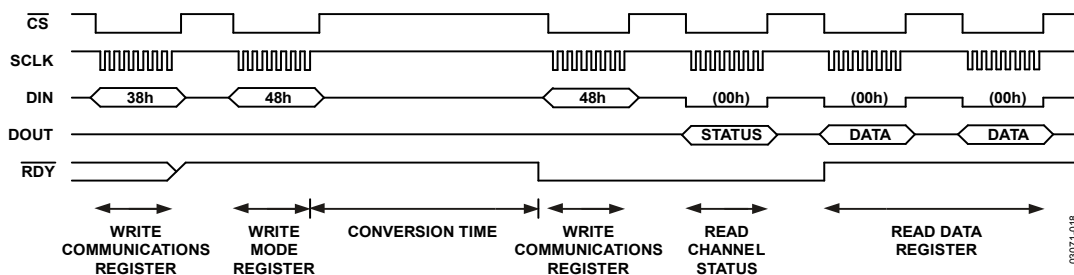 CS
SCLK
DIN 38h 48h 48h (00h) (00h) (00h)
DOUT STATUS DATA DATA
RDY
WRITE COMMUNICATIONS REGISTER
WRITE MODE REGISTER
CONVERSION TIME
WRITE COMMUNICATIONS REGISTER
READ CHANNEL STATUS
READ DATA REGISTER
03071-018